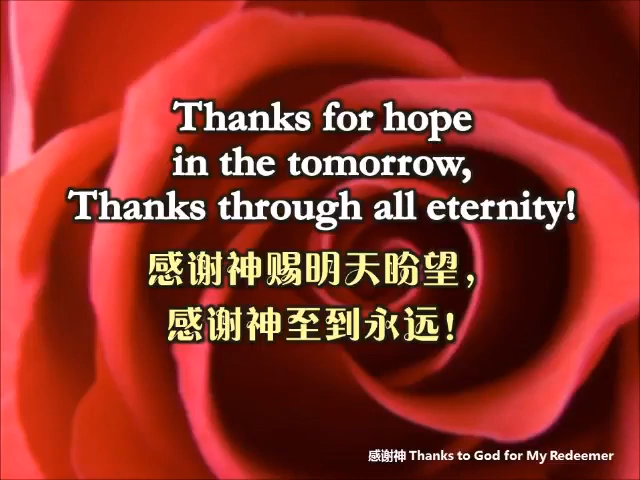 Thanks for hope
in the tomorrow,
Thanks through all eternity!
感谢神赐明天盼望，
感谢神至到永远！
感谢神 Thanks to God for My Redeemer